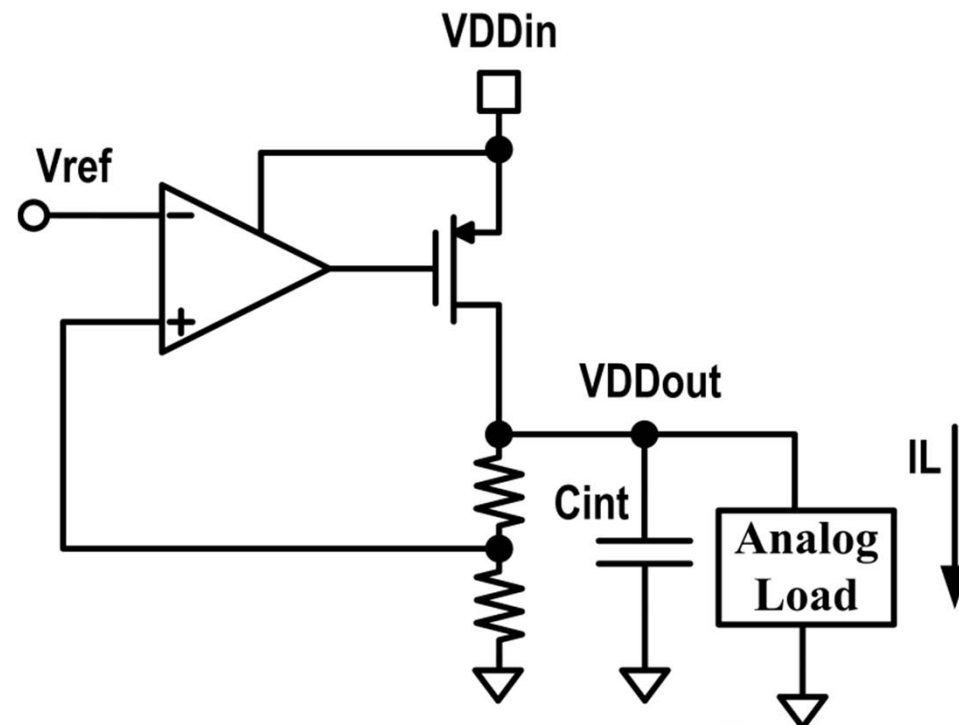 VDDin
Vref
−
+
VDDout
IL
Cint
Analog
Load